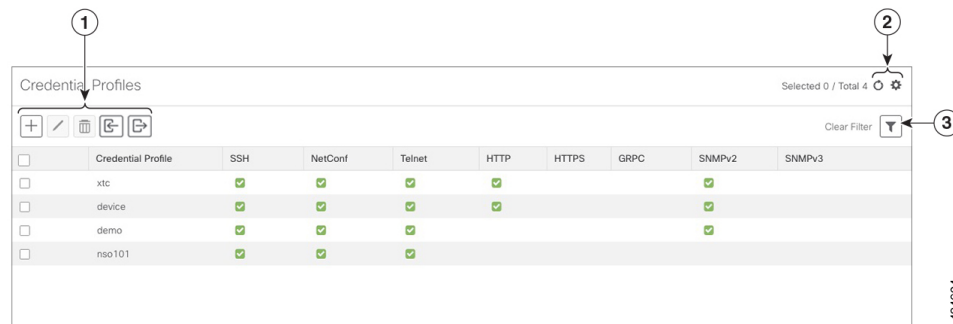 1
2
Credential Profiles
Selected 0 / Total 4
Clear Filter
3
Credential Profile SSH NetConf Telnet HTTP HTTPS GRPC SNMPv2 SNMPv3
xtc
device
demo
nso101